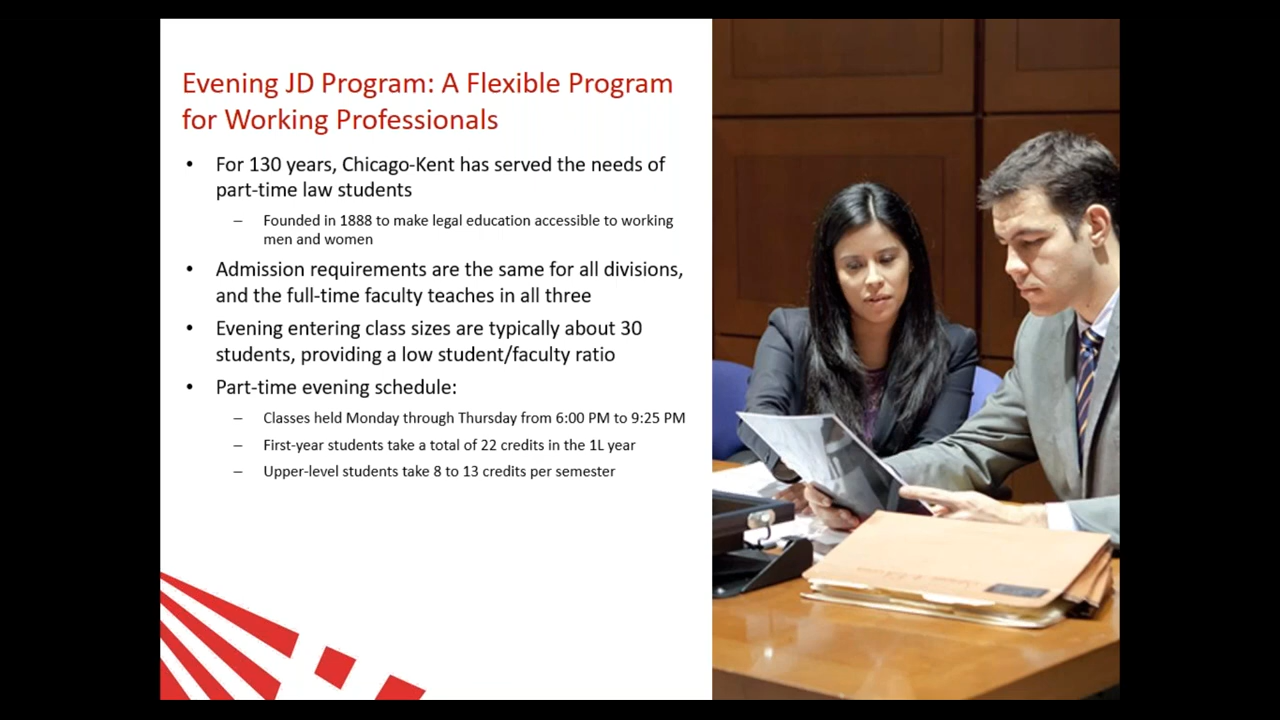 Evening JD Program: A Flexible Program
for Working Professionals
• For 130 years, Chicago-Kent has served the needs of
part-time law students
– Founded in 1888 to make legal education accessible to working
men and women
• Admission requirements are the same for all divisions,
and the full-time faculty teaches in all three
• Evening entering class sizes are typically about 30
students, providing a low student/faculty ratio
• Part-time evening schedule:
– Classes held Monday through Thursday from 6:00 PM to 9:25 PM
– First-year students take a total of 22 credits in the 1L year
– Upper-level students take 8 to 13 credits per semester